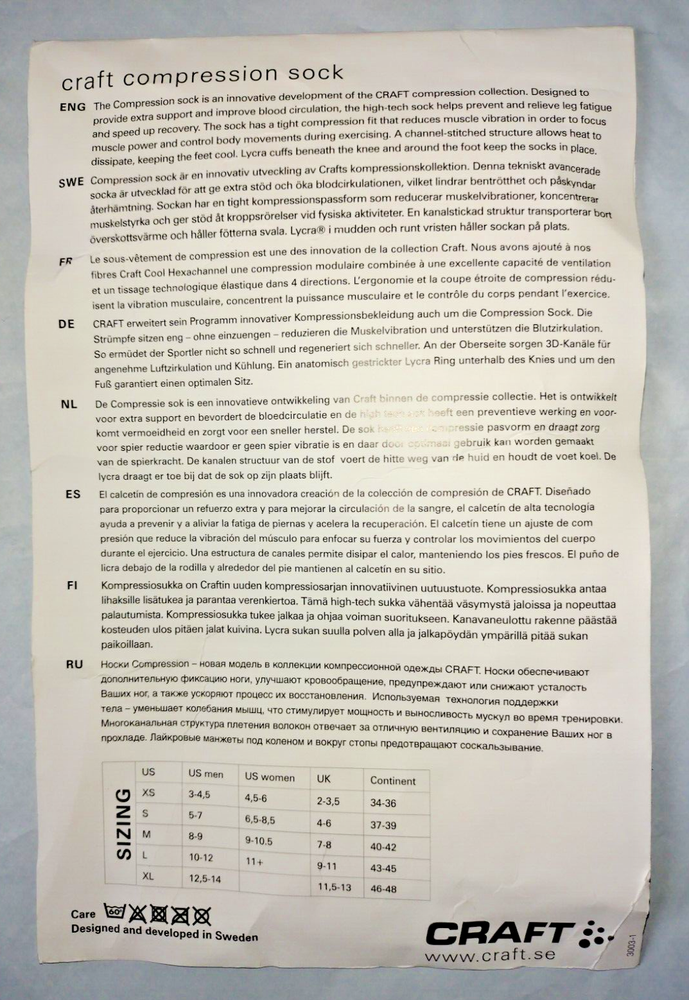 craft compression sock
ENG The Compression sock is an innovative development of the CRAFT compression collection. Designed to
provide extra support and improve blood circulation, the high-tech sock helps prevent and relieve leg fatigue
and speed up recovery. The sock has a tight compression fit that reduces muscle vibration in order to focus
muscle power and control body movements during exercising. A channel-stitched structure allows heat to
dissipate, keeping the feet cool. Lycra cuffs beneath the knee and around the foot keep the socks in place.
SWE Compression sock är en innovativ utveckling av Crafts kompressionskollektion. Denna tekniskt avancerade
socka är utvecklad för att ge extra stöd och öka blodcirkulationen, vilket lindrar bentrötthet och påskyndar
återhämtning. Sockan har en tight kompressionspassform som reducerar muskelvibrationer, koncentrerar
muskelstyrka och ger stöd åt kroppsrörelser vid fysiska aktiviteter. En kanalstickad struktur transporterar bort
överskottsvärme och håller fötterna svala. Lycra® i mudden och runt vristen håller sockan på plats.
FR Le sous-vêtement de compression est une des innovation de la collection Craft. Nous avons ajouté à nos
fibres Craft Cool Hexachannel une compression modulaire combinée à une excellente capacité de ventilation
et un tissage technologique élastique dans 4 directions. L'ergonomie et la coupe étroite de compression rédu-
isent la vibration musculaire, concentrent la puissance musculaire et le contrôle du corps pendant l'exercice.
DE CRAFT erweitert sein Programm innovativer Kompressionsbekleidung auch um die Compression Sock. Die
Strümpfe sitzen eng – ohne einzuengen – reduzieren die Muskelvibration und unterstützen die Blutzirkulation.
So ermüdet der Sportler nicht so schnell und regeneriert sich schneller. An der Oberseite sorgen 3D-Kanäle für
angenehme Luftzirkulation und Kühlung. Ein anatomisch gestrickter Lycra Ring unterhalb des Knies und um den
Fuß garantiert einen optimalen Sitz.
NL De Compressie sok is een innovatieve ontwikkeling van Craft binnen de compressie collectie. Het is ontwikkelt
voor extra support en bevordert de bloedcirculatie en de high heeft een preventieve werking en voor-
komt vermoeidheid en zorgt voor een sneller herstel. De sok compressie pasvorm en draagt zorg
voor spier reductie waardoor er geen spier vibratie is en daar door optimaal gebruik kan worden gemaakt
van de spierkracht. De kanalen structuur van de stof voert de hitte weg van de huid en houdt de voet koel. De
lycra draagt er toe bij dat de sok op zijn plaats blijft.
ES El calcetin de compresión es una innovadora creación de la colección de compresión de CRAFT. Diseñado
para proporcionar un refuerzo extra y para mejorar la circulación de la sangre, el calcetin de alta tecnologia
ayuda a prevenir y a aliviar la fatiga de piernas y acelera la recuperación. El calcetin tiene un ajuste de com
presión que reduce la vibración del músculo para enfocar su fuerza y controlar los movimientos del cuerpo
durante el ejercicio. Una estructura de canales permite disipar el calor, manteniendo los pies frescos. El puño de
licra debajo de la rodilla y alrededor del pie mantienen al calcetin en su sitio.
FI Kompressiosukka on Craftin uuden kompressiosarjan innovatiivinen uutuustuote. Kompressiosukka antaa
lihaksille lisätukea ja parantaa verenkiertoa. Tämä high-tech sukka vähentää väsymystä jaloissa ja nopeuttaa
palautumista. Kompressiosukka tukee jalkaa ja ohjaa voiman suoritukseen. Kanavaneulottu rakenne päästää
kosteuden ulos pitäen jalat kuivina. Lycra sukan suulla polven alla ja jalkapöydän ympärillä pitää sukan
paikoillaan.
RU Носки Compression – новая модель в коллекции компрессионной одежды CRAFT. Носки обеспечивают
дополнительную фиксацию ноги, улучшают кровообращение, предупреждают или снижают усталость
Ваших ног, а также ускоряют процесс их восстановления. Используемая технология поддержки
тела – уменьшает колебания мышц, что стимулирует мощность и выносливость мускул во время тренировки.
Многоканальная структура плетения волокон отвечает за отличную вентиляцию и сохранение Ваших ног в
прохладе. Лайкровые манжеты под коленом и вокруг стопы предотвращают соскальзывание.
SIZING
US US men US women UK Continent
XS 3-4,5 4,5-6 2-3,5 34-36
S 5-7 6,5-8,5 4-6 37-39
M 8-9 9-10.5 7-8 40-42
L 10-12 11+ 9-11 43-45
XL 12,5-14 11,5-13 46-48
Care 60°
Designed and developed in Sweden
CRAFT
www.craft.se
3003-1